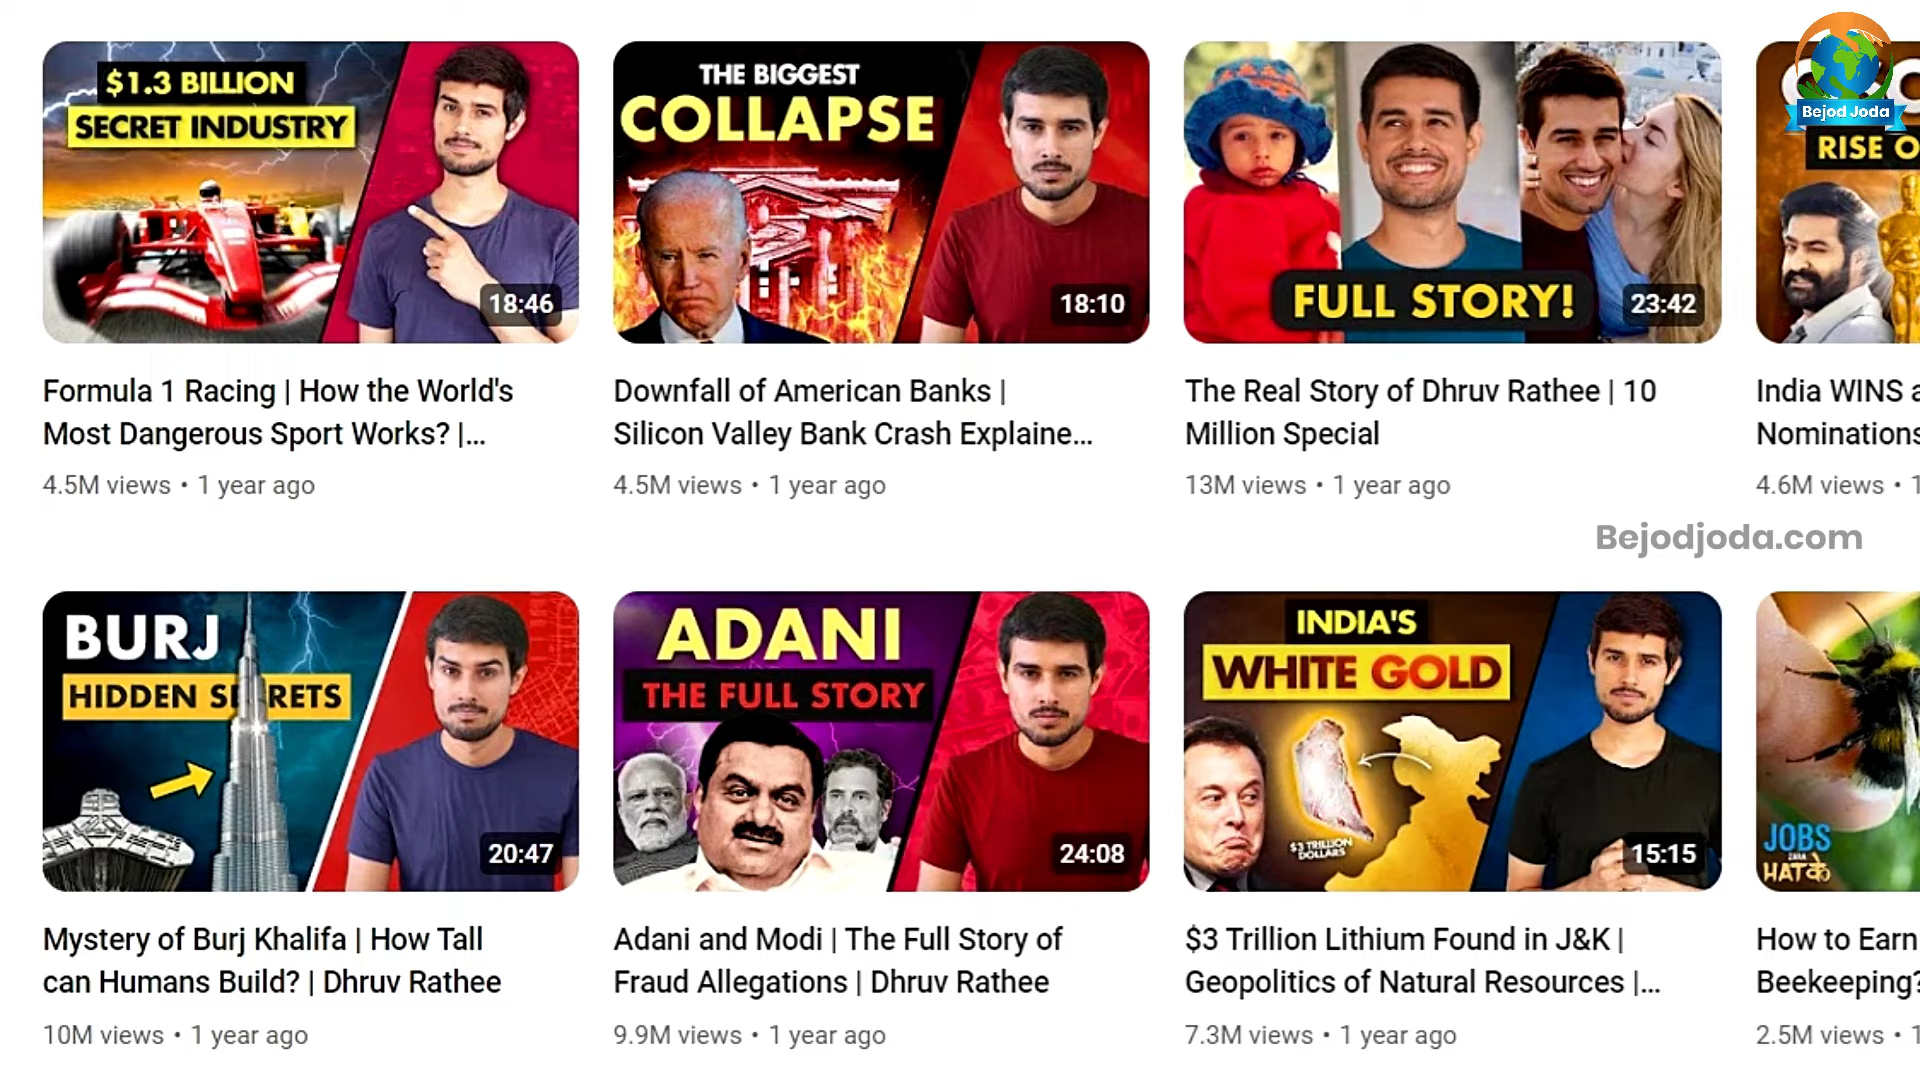 $1.3 BILLION
SECRET INDUSTRY
18:46
THE BIGGEST
COLLAPSE
18:10
FULL STORY!
23:42
Bejod Joda
RISE O
Formula 1 Racing | How the World's
Most Dangerous Sport Works? |...
4.5M views • 1 year ago
Downfall of American Banks |
Silicon Valley Bank Crash Explaine...
4.5M views • 1 year ago
The Real Story of Dhruv Rathee | 10
Million Special
13M views • 1 year ago
India WINS
Nominations
4.6M views • 1
Bejodjoda.com
BURJ
20:47
ADANI
THE FULL STORY
24:08
INDIA'S
WHITE GOLD
$3 TRILLION
DOLLARS
15:15
JOBS
ZARA
HATके
Mystery of Burj Khalifa | How Tall
can Humans Build? | Dhruv Rathee
10M views • 1 year ago
Adani and Modi | The Full Story of
Fraud Allegations | Dhruv Rathee
9.9M views • 1 year ago
$3 Trillion Lithium Found in J&K |
Geopolitics of Natural Resources |...
7.3M views • 1 year ago
How to Earn
Beekeeping?
2.5M views • 1